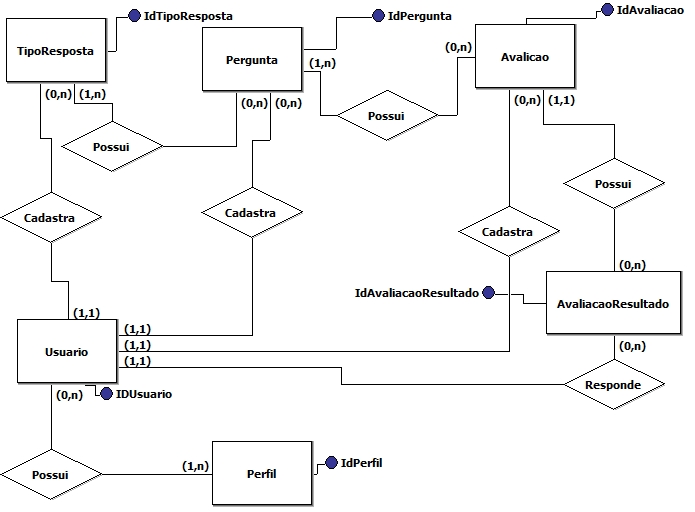 IdTipoResposta
IdPergunta
IdAvaliacao
TipoResposta
Pergunta
Avalicao
(0,n)
(1,n)
(0,n)
(1,n)
(0,n)
(0,n)
(0,n)
(1,1)
Possui
Possui
Possui
Cadastra
Cadastra
Cadastra
(0,n)
IdAvaliacaoResultado
AvaliacaoResultado
(1,1)
(1,1)
(1,1)
(1,1)
(0,n)
Usuario
Responde
(0,n)
IDUsuario
Possui
(1,n)
Perfil
IdPerfil